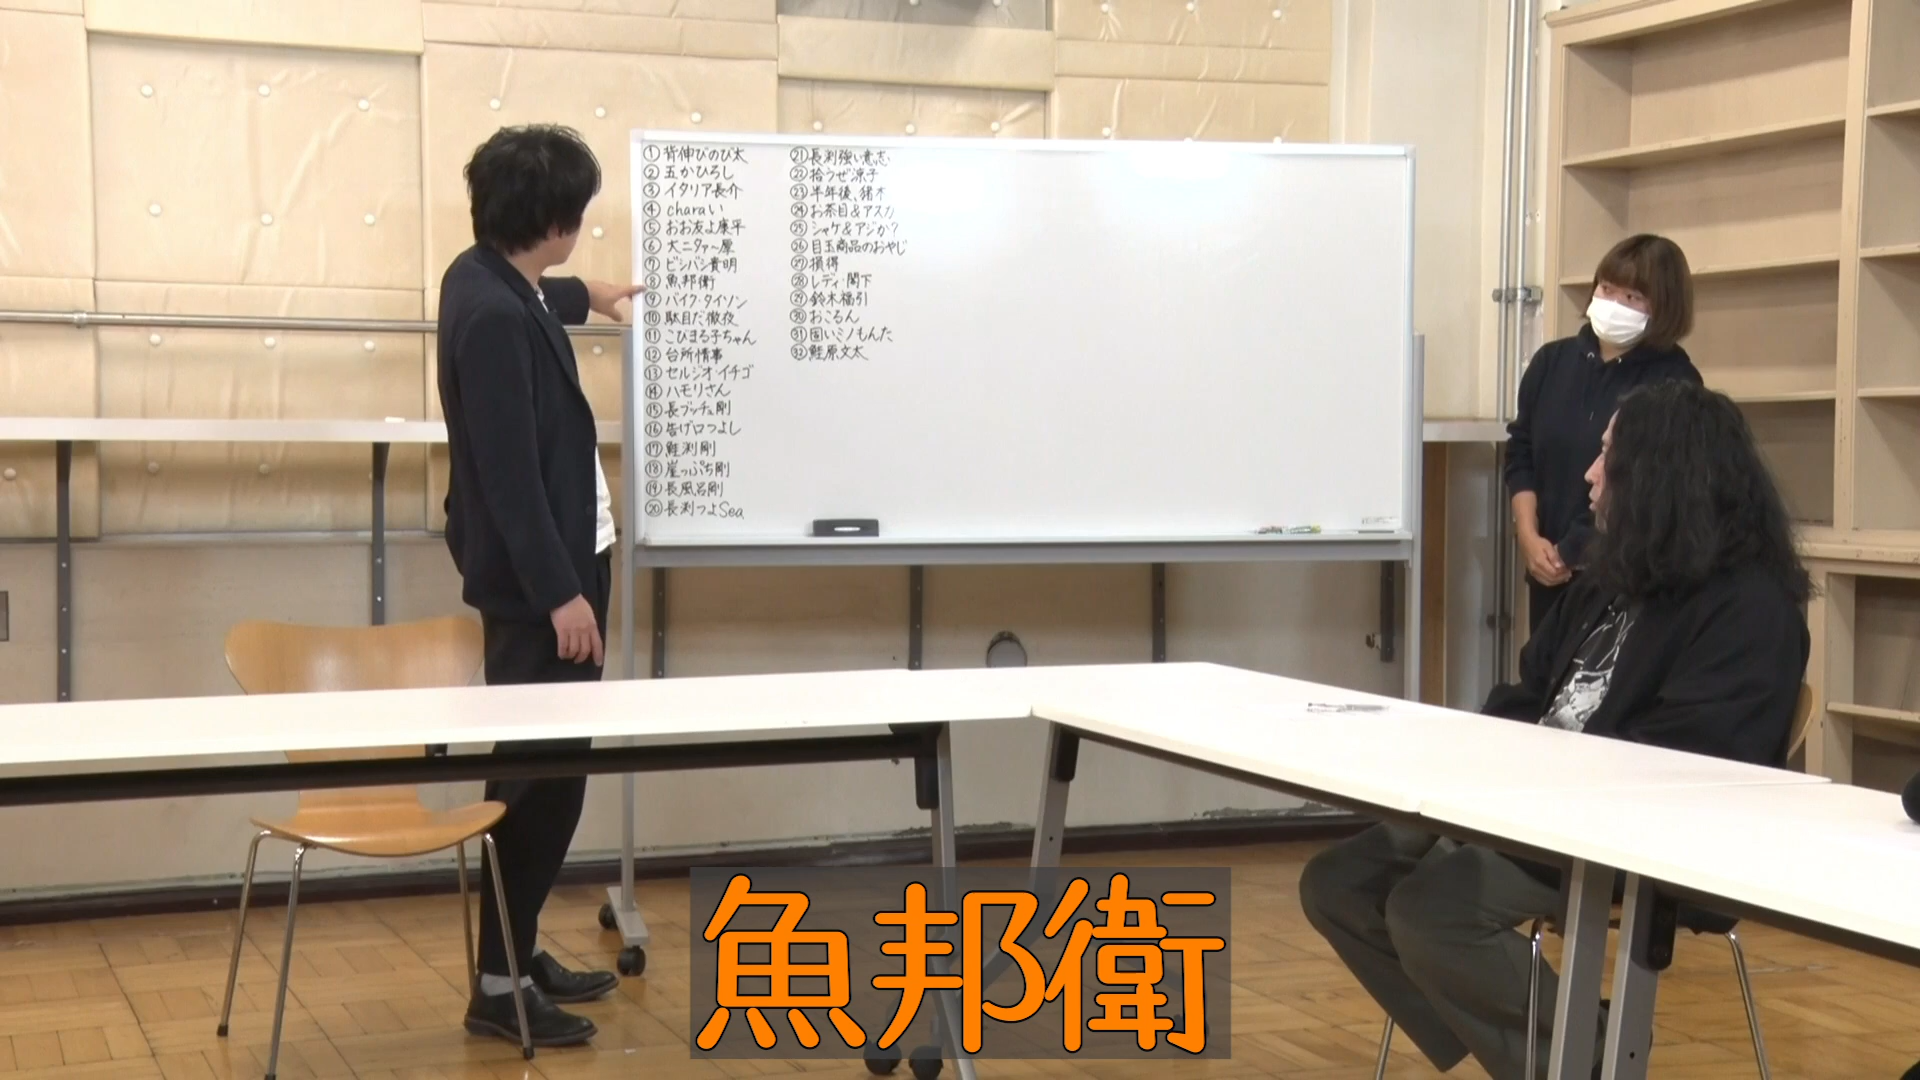 ①背伸びのび太
②五かひろし
③イタリア長介
④charaい
⑤おお友よ康平
⑥大ニタァ〜厚
⑦ビシバシ貴明
⑧魚邦衛
⑨バイク・タイソン
⑩駄目だ徹夜
⑪こびまる子ちゃん
⑫台所情事
⑬セルジオ・イチゴ
⑭ハモリさん
⑮長ブッチュ剛
⑯告げ口つよし
⑰鮭渕剛
⑱崖っぷち剛
⑲長風呂剛
⑳長渕つよSea
㉑長渕強い意志
㉒拾うぜ涼子
㉓半年後、猪木
㉔お茶目&アスカ
㉕シャケ&アジか?
㉖目玉商品のおやじ
㉗損得
㉘レディ・閣下
㉙鈴木福引
㉚おころん
㉛固いミノもんた
㉜鮭原文太
魚邦衛